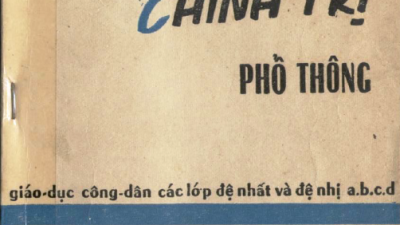 CHÍNH TRỊ
PHỔ THÔNG
giáo-dục công-dân các lớp đệ nhất và đệ nhị a.b.c.d